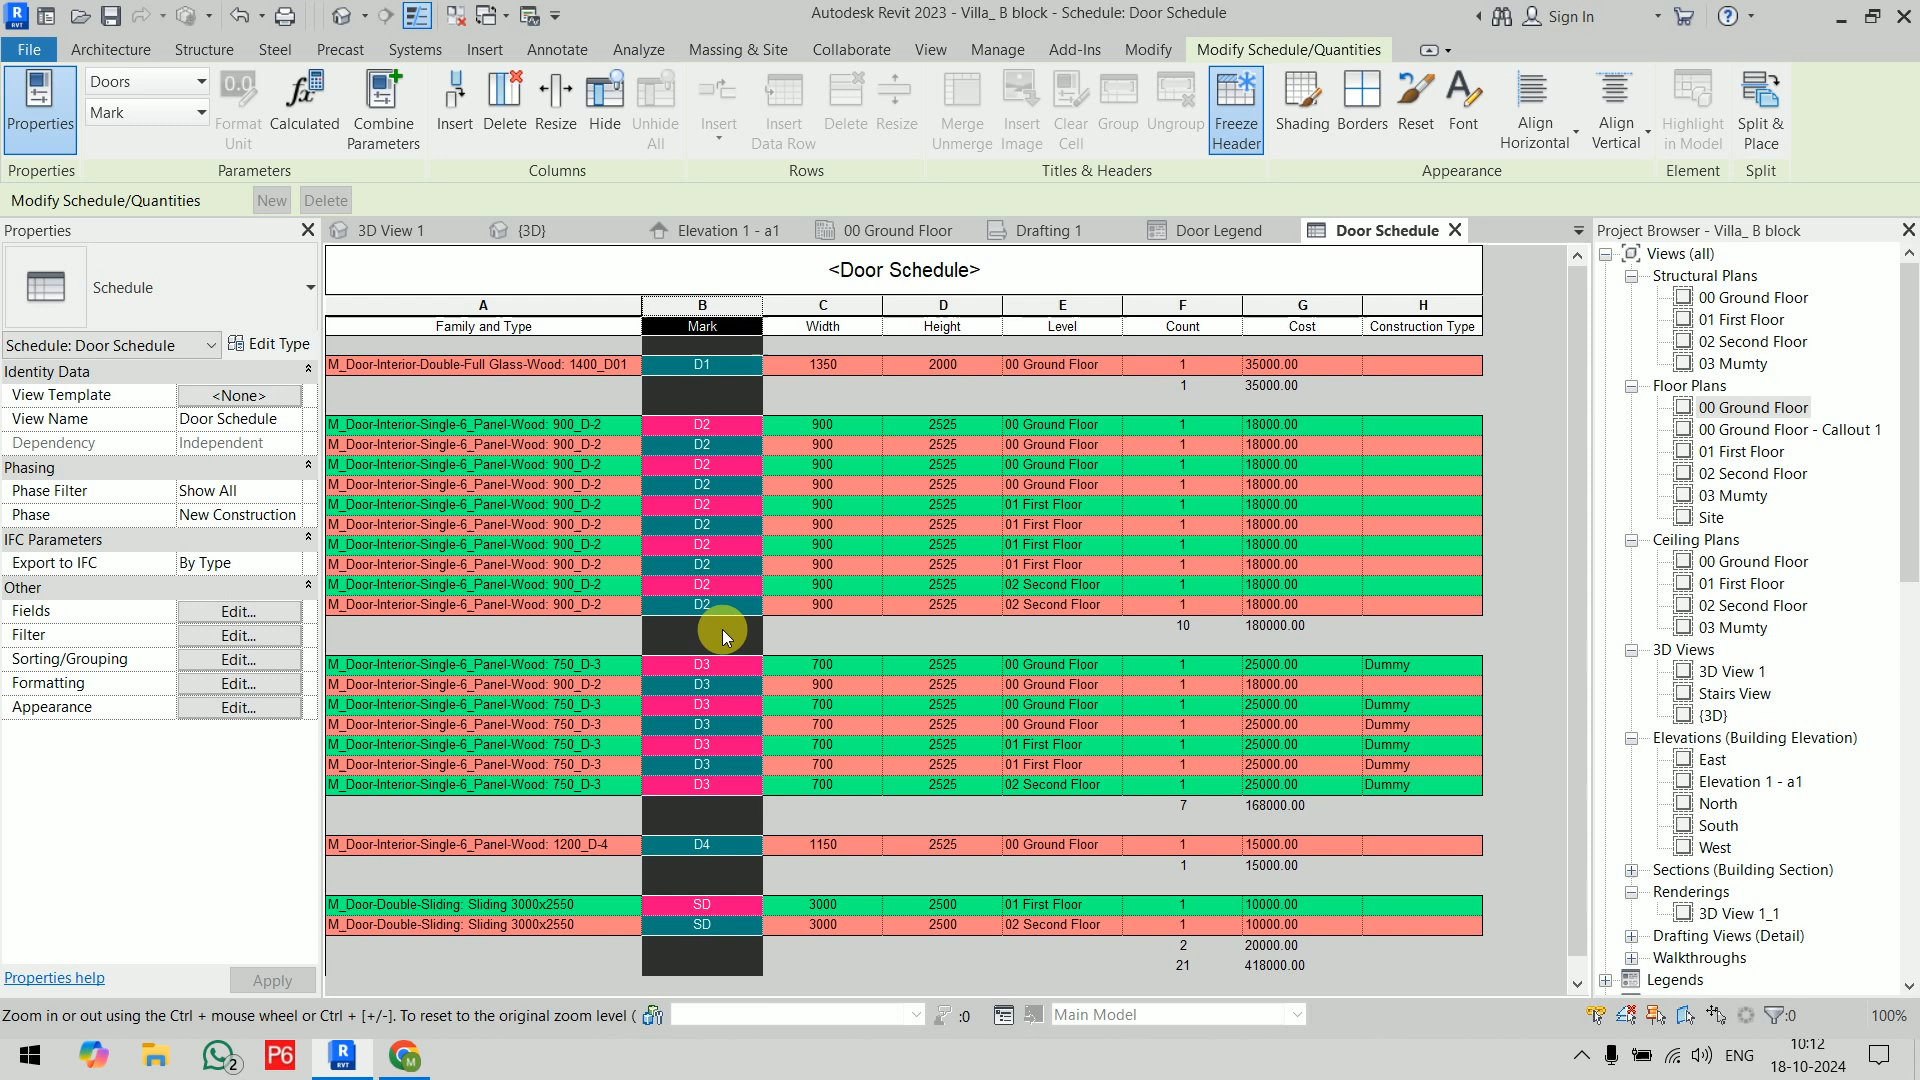 Autodesk Revit 2023 - Villa_ B block - Schedule: Door Schedule
Sign In
File Architecture Structure Steel Precast Systems Insert Annotate Analyze Massing & Site Collaborate View Manage Add-Ins Modify Modify Schedule/Quantities
Properties
Doors
Mark
Format Unit
Calculated
Combine Parameters
Insert
Delete
Resize
Hide
Unhide All
Insert
Insert Data Row
Delete
Resize
Merge Unmerge
Insert Image
Clear Cell
Group
Ungroup
Freeze Header
Shading
Borders
Reset
Font
Align Horizontal
Align Vertical
Highlight in Model
Split & Place
Properties Parameters Columns Rows Titles & Headers Appearance Element Split
Modify Schedule/Quantities New Delete
Properties
Schedule
Schedule: Door Schedule Edit Type
Identity Data
View Template <None>
View Name Door Schedule
Dependency Independent
Phasing
Phase Filter Show All
Phase New Construction
IFC Parameters
Export to IFC By Type
Other
Fields Edit...
Filter Edit...
Sorting/Grouping Edit...
Formatting Edit...
Appearance Edit...
Properties help Apply
3D View 1 {3D} Elevation 1 - a1 00 Ground Floor Drafting 1 Door Legend Door Schedule
<Door Schedule>
A B C D E F G H
Family and Type Mark Width Height Level Count Cost Construction Type
M_Door-Interior-Double-Full Glass-Wood: 1400_D01 D1 1350 2000 00 Ground Floor 1 35000.00
1 35000.00
M_Door-Interior-Single-6_Panel-Wood: 900_D-2 D2 900 2525 00 Ground Floor 1 18000.00
M_Door-Interior-Single-6_Panel-Wood: 900_D-2 D2 900 2525 00 Ground Floor 1 18000.00
M_Door-Interior-Single-6_Panel-Wood: 900_D-2 D2 900 2525 00 Ground Floor 1 18000.00
M_Door-Interior-Single-6_Panel-Wood: 900_D-2 D2 900 2525 00 Ground Floor 1 18000.00
M_Door-Interior-Single-6_Panel-Wood: 900_D-2 D2 900 2525 01 First Floor 1 18000.00
M_Door-Interior-Single-6_Panel-Wood: 900_D-2 D2 900 2525 01 First Floor 1 18000.00
M_Door-Interior-Single-6_Panel-Wood: 900_D-2 D2 900 2525 01 First Floor 1 18000.00
M_Door-Interior-Single-6_Panel-Wood: 900_D-2 D2 900 2525 01 First Floor 1 18000.00
M_Door-Interior-Single-6_Panel-Wood: 900_D-2 D2 900 2525 02 Second Floor 1 18000.00
M_Door-Interior-Single-6_Panel-Wood: 900_D-2 D2 900 2525 02 Second Floor 1 18000.00
10 180000.00
M_Door-Interior-Single-6_Panel-Wood: 750_D-3 D3 700 2525 00 Ground Floor 1 25000.00 Dummy
M_Door-Interior-Single-6_Panel-Wood: 900_D-2 D3 900 2525 00 Ground Floor 1 18000.00
M_Door-Interior-Single-6_Panel-Wood: 750_D-3 D3 700 2525 00 Ground Floor 1 25000.00 Dummy
M_Door-Interior-Single-6_Panel-Wood: 750_D-3 D3 700 2525 00 Ground Floor 1 25000.00 Dummy
M_Door-Interior-Single-6_Panel-Wood: 750_D-3 D3 700 2525 01 First Floor 1 25000.00 Dummy
M_Door-Interior-Single-6_Panel-Wood: 750_D-3 D3 700 2525 01 First Floor 1 25000.00 Dummy
M_Door-Interior-Single-6_Panel-Wood: 750_D-3 D3 700 2525 02 Second Floor 1 25000.00 Dummy
7 168000.00
M_Door-Interior-Single-6_Panel-Wood: 1200_D-4 D4 1150 2525 00 Ground Floor 1 15000.00
1 15000.00
M_Door-Double-Sliding: Sliding 3000x2550 SD 3000 2500 01 First Floor 1 10000.00
M_Door-Double-Sliding: Sliding 3000x2550 SD 3000 2500 02 Second Floor 1 10000.00
2 20000.00
21 418000.00
Project Browser - Villa_ B block
Views (all)
Structural Plans
00 Ground Floor
01 First Floor
02 Second Floor
03 Mumty
Floor Plans
00 Ground Floor
00 Ground Floor - Callout 1
01 First Floor
02 Second Floor
03 Mumty
Site
Ceiling Plans
00 Ground Floor
01 First Floor
02 Second Floor
03 Mumty
3D Views
3D View 1
Stairs View
{3D}
Elevations (Building Elevation)
East
Elevation 1 - a1
North
South
West
Sections (Building Section)
Renderings
3D View 1_1
Drafting Views (Detail)
Walkthroughs
Legends
Zoom in or out using the Ctrl + mouse wheel or Ctrl + [+/-]. To reset to the original zoom level ( :0 Main Model :0 100%
2 P6 R RVT M ENG 10:12
18-10-2024